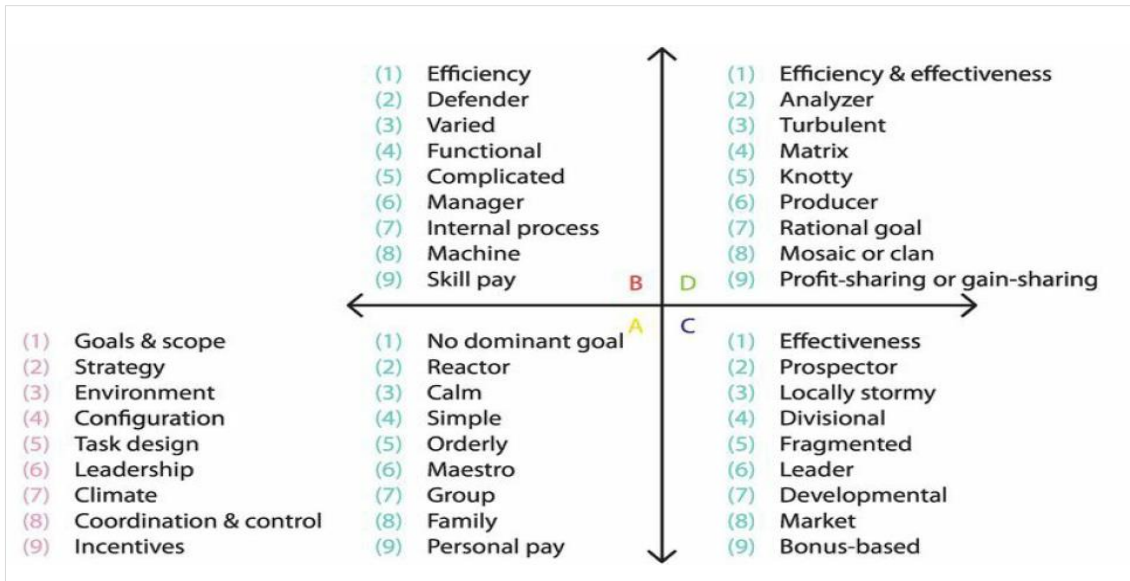 (1) Efficiency
(2) Defender
(3) Varied
(4) Functional
(5) Complicated
(6) Manager
(7) Internal process
(8) Machine
(9) Skill pay
B
(1) Efficiency & effectiveness
(2) Analyzer
(3) Turbulent
(4) Matrix
(5) Knotty
(6) Producer
(7) Rational goal
(8) Mosaic or clan
(9) Profit-sharing or gain-sharing
D
(1) Goals & scope
(2) Strategy
(3) Environment
(4) Configuration
(5) Task design
(6) Leadership
(7) Climate
(8) Coordination & control
(9) Incentives
A
(1) No dominant goal
(2) Reactor
(3) Calm
(4) Simple
(5) Orderly
(6) Maestro
(7) Group
(8) Family
(9) Personal pay
C
(1) Effectiveness
(2) Prospector
(3) Locally stormy
(4) Divisional
(5) Fragmented
(6) Leader
(7) Developmental
(8) Market
(9) Bonus-based